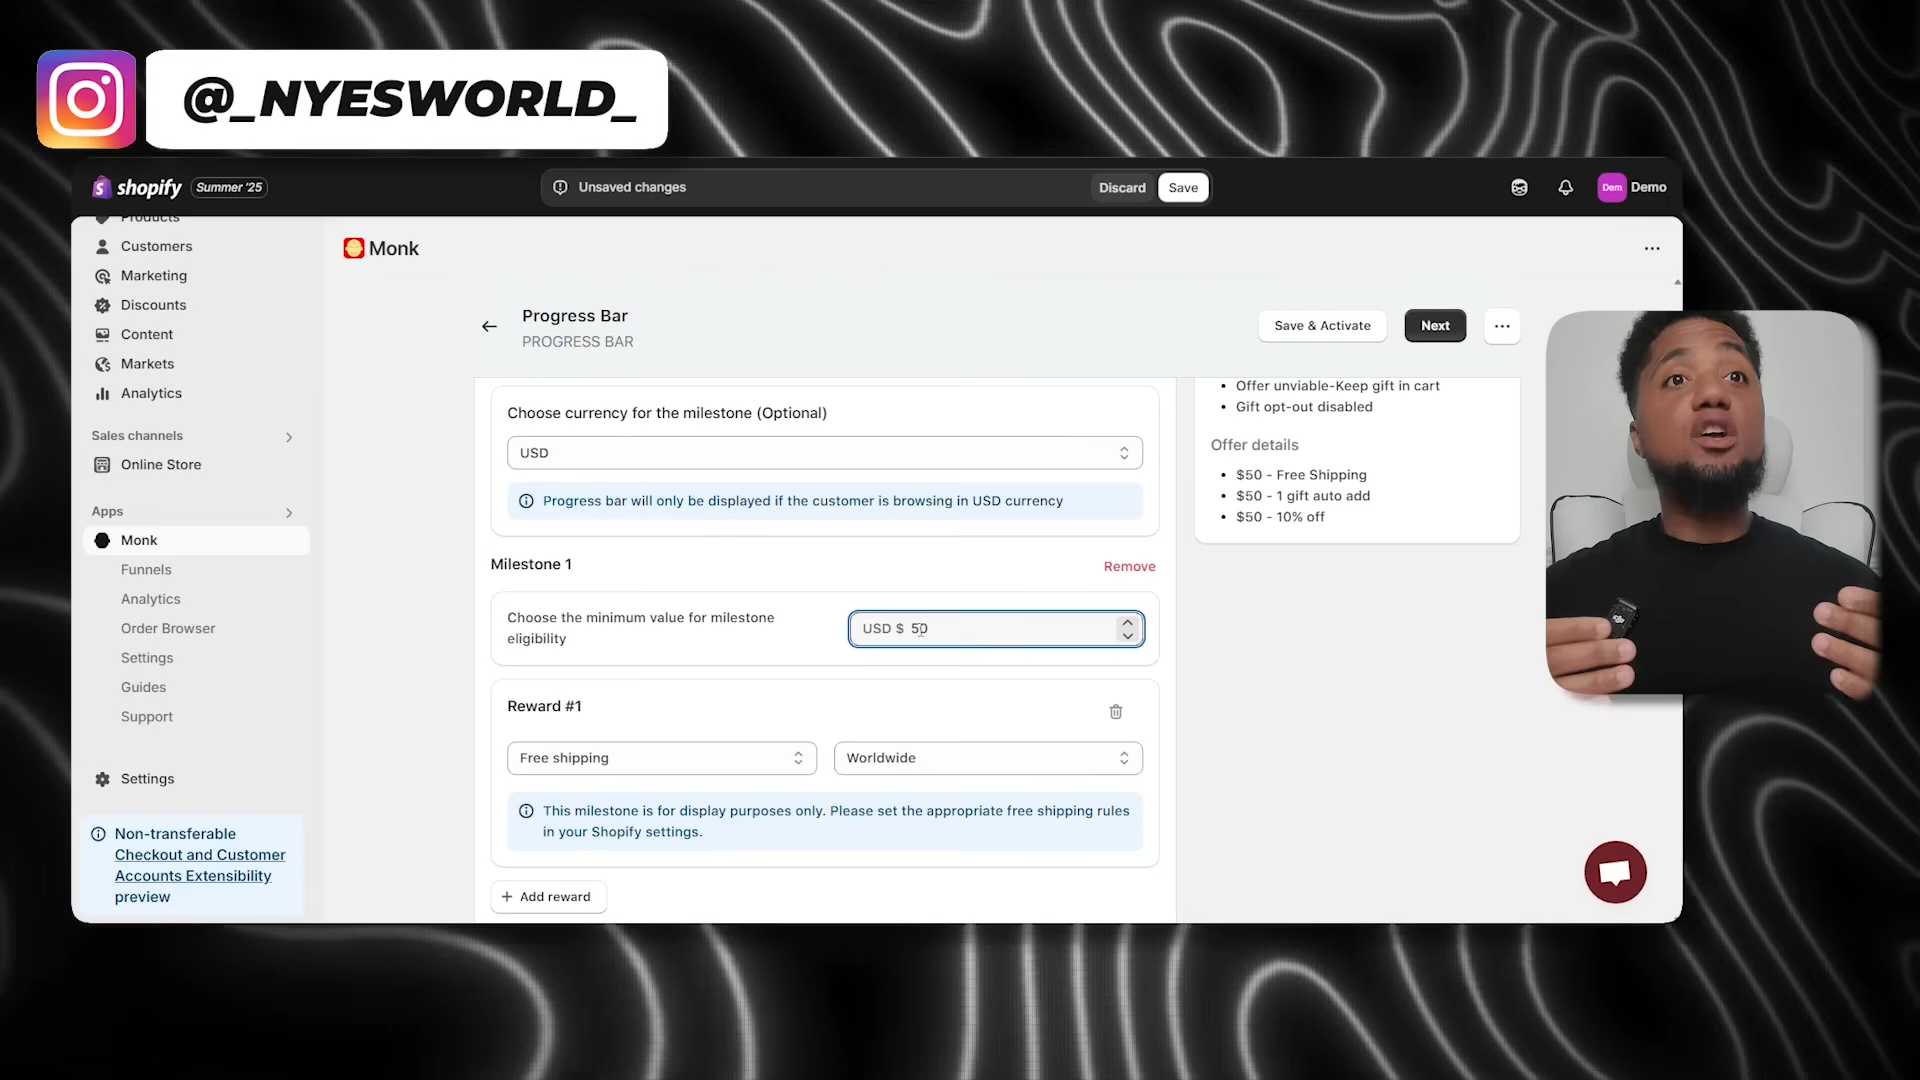 @_NYESWORLD_
shopify Summer '25
Unsaved changes
Discard
Save
Dem
Demo
Products
Customers
Marketing
Discounts
Content
Markets
Analytics
Sales channels
Online Store
Apps
Monk
Funnels
Analytics
Order Browser
Settings
Guides
Support
Settings
Non-transferable
Checkout and Customer
Accounts Extensibility
preview
Monk
Progress Bar
PROGRESS BAR
Save & Activate
Next
Choose currency for the milestone (Optional)
USD
Progress bar will only be displayed if the customer is browsing in USD currency
Milestone 1
Remove
Choose the minimum value for milestone
eligibility
USD $ 50
Reward #1
Free shipping
Worldwide
This milestone is for display purposes only. Please set the appropriate free shipping rules
in your Shopify settings.
+ Add reward
• Offer unviable-Keep gift in cart
• Gift opt-out disabled
Offer details
• $50 - Free Shipping
• $50 - 1 gift auto add
• $50 - 10% off